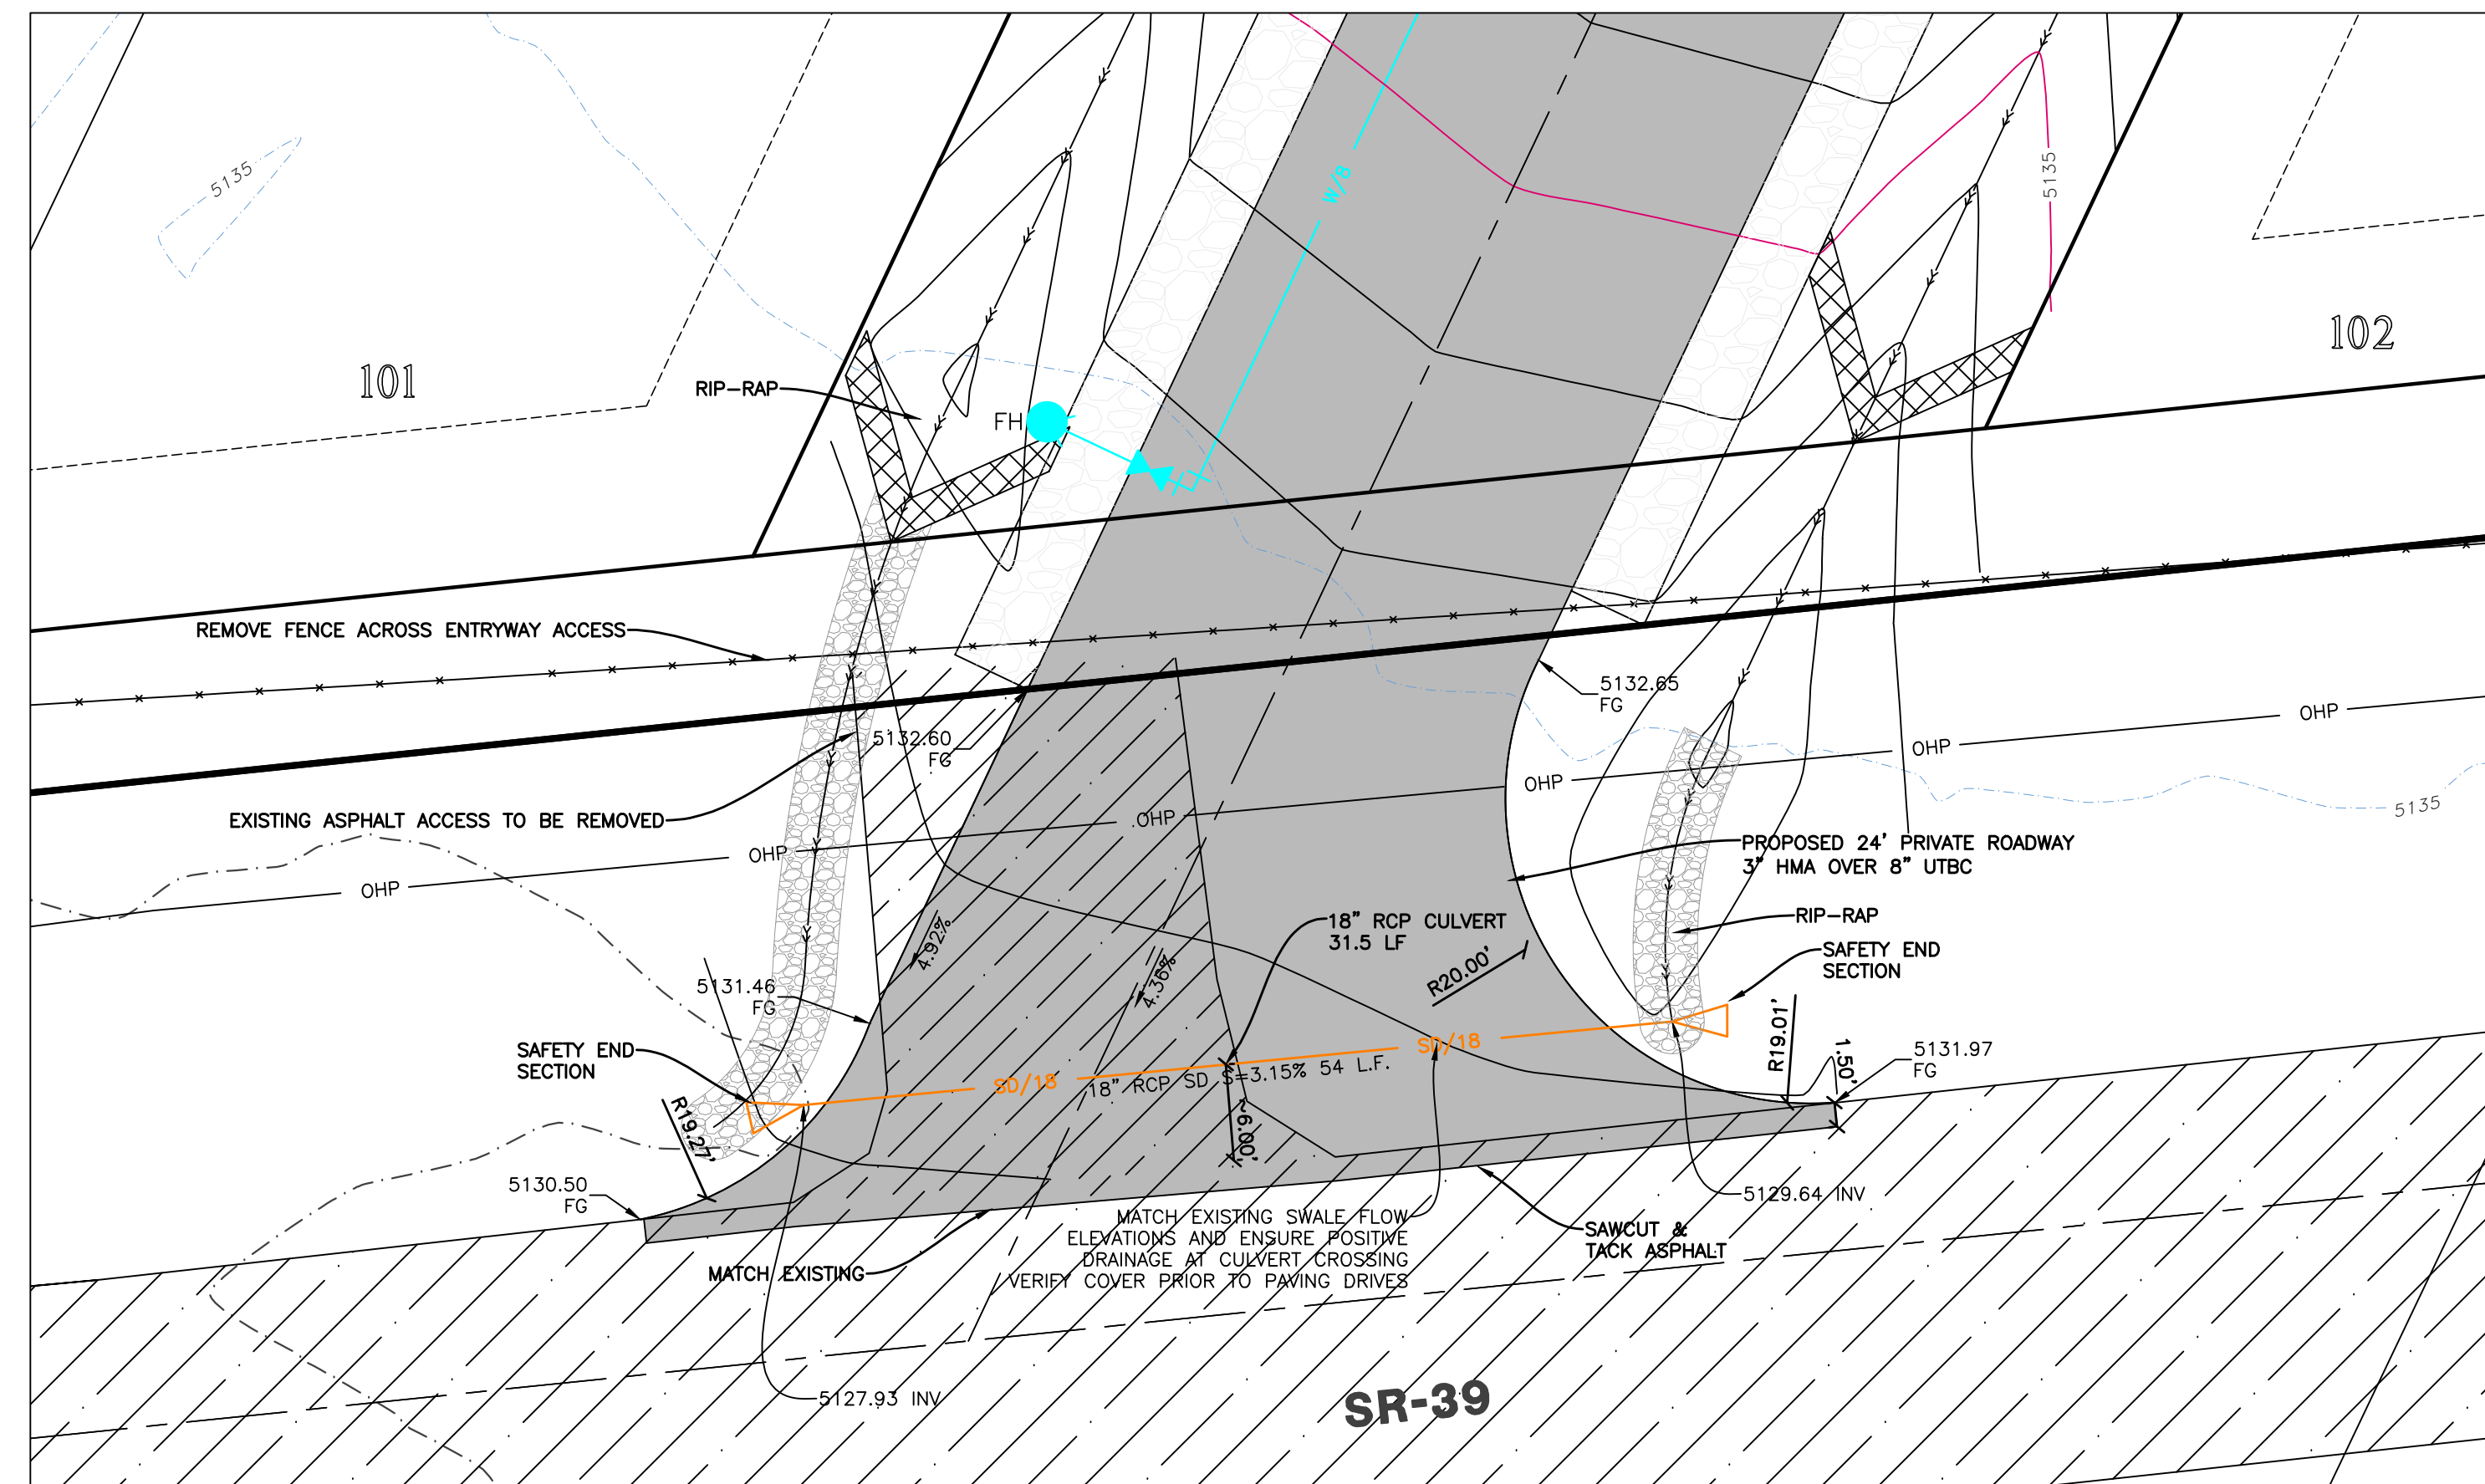 5135
W/8
5135
101
102
RIP-RAP
FH
REMOVE FENCE ACROSS ENTRYWAY ACCESS
5132.65
FG
5132.60
FG
OHP
OHP
OHP
OHP
OHP
OHP
5135
EXISTING ASPHALT ACCESS TO BE REMOVED
PROPOSED 24' PRIVATE ROADWAY
3" HMA OVER 8" UTBC
18" RCP CULVERT
31.5 LF
RIP-RAP
SAFETY END
SECTION
4.92%
4.36%
R20.00'
5131.46
FG
SAFETY END
SECTION
R19.01'
1.50'
5131.97
FG
SD/18
SD/18
18" RCP SD S=3.15% 54 L.F.
R19.27'
~6.00'
5130.50
FG
5129.64 INV
MATCH EXISTING SWALE FLOW
ELEVATIONS AND ENSURE POSITIVE
DRAINAGE AT CULVERT CROSSING
VERIFY COVER PRIOR TO PAVING DRIVES
SAWCUT &
TACK ASPHALT
MATCH EXISTING
5127.93 INV
SR-39